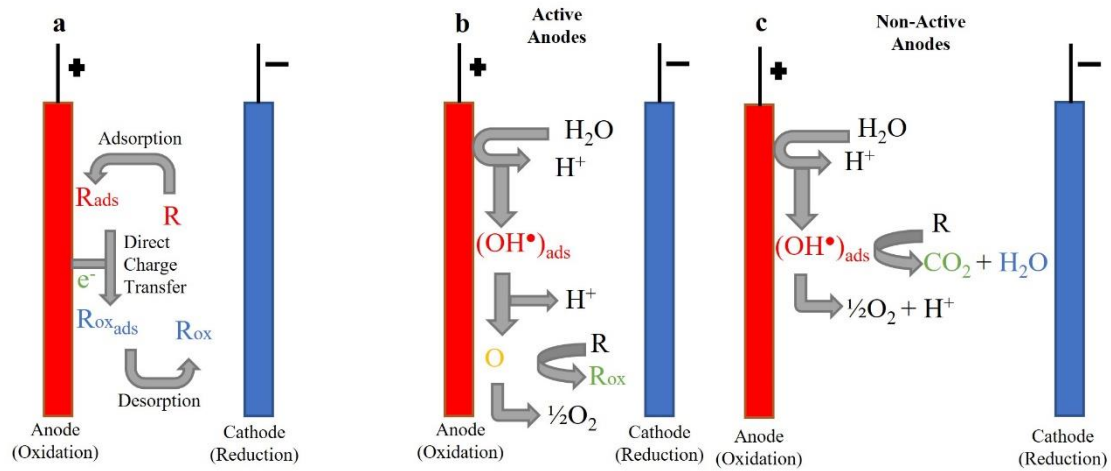 a
+
−
Adsorption
Rads
R
Direct
Charge
Transfer
e-
Roxads
Rox
Desorption
Anode
(Oxidation)
Cathode
(Reduction)
b
Active
Anodes
+
−
H2O
H+
(OH•)ads
H+
O
R
Rox
½O2
Anode
(Oxidation)
Cathode
(Reduction)
c
Non-Active
Anodes
+
−
H2O
H+
(OH•)ads
R
CO2 + H2O
½O2 + H+
Anode
(Oxidation)
Cathode
(Reduction)